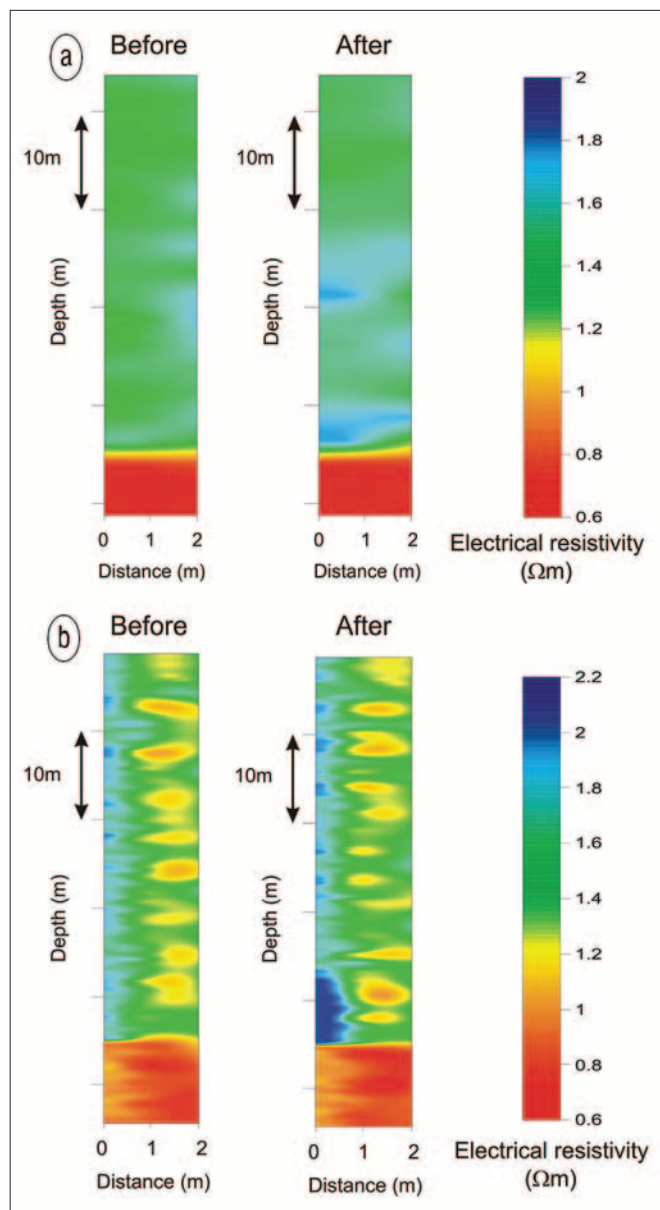 a
Before
After
10m
10m
Depth (m)
Depth (m)
0 1 2
0 1 2
Distance (m)
Distance (m)
2
1.8
1.6
1.4
1.2
1
0.8
0.6
Electrical resistivity
(Ωm)
b
Before
After
10m
10m
Depth (m)
Depth (m)
0 1 2
0 1 2
Distance (m)
Distance (m)
2.2
2
1.8
1.6
1.4
1.2
1
0.8
0.6
Electrical resistivity
(Ωm)